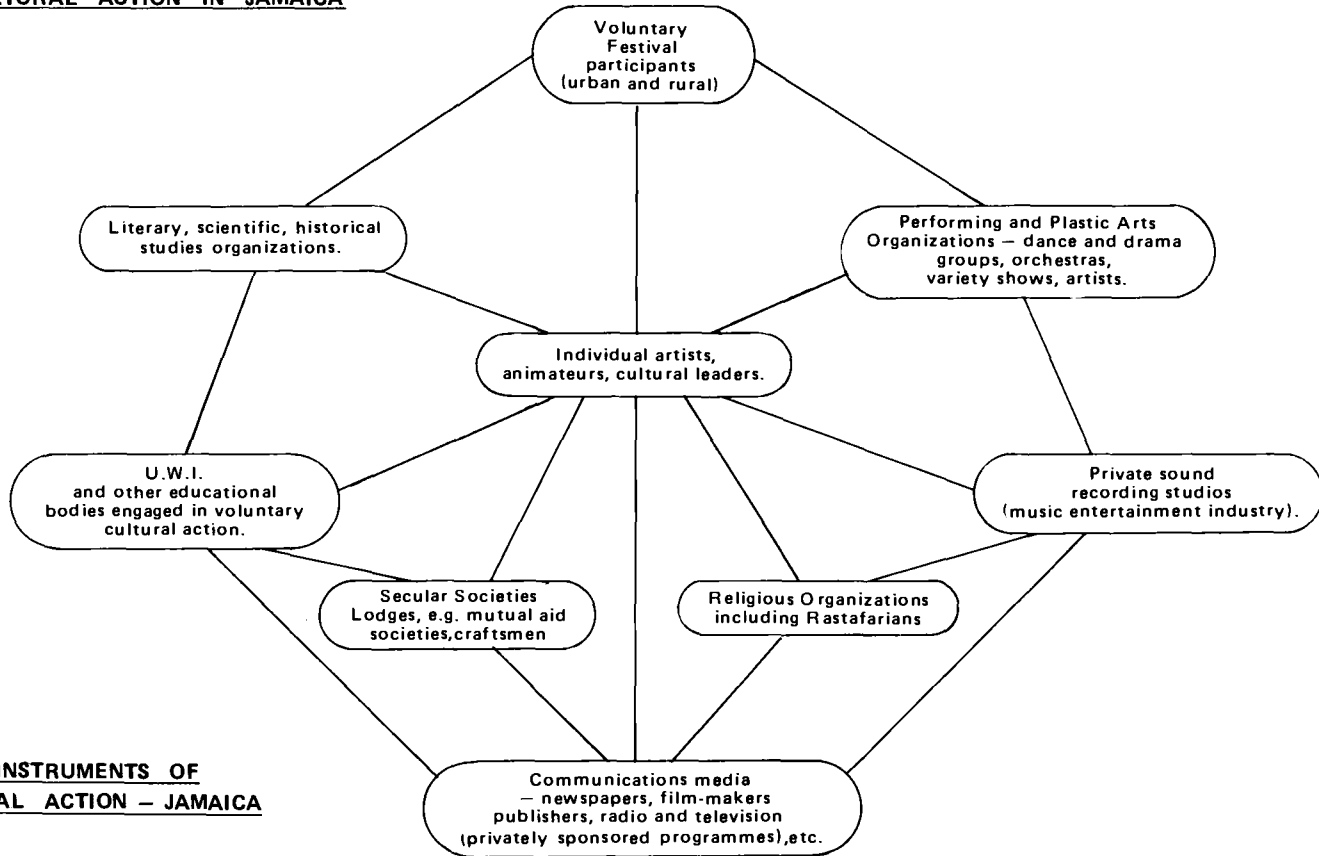 ACTION IN JAMAICA
Voluntary
Festival
participants
(urban and rural)
Literary, scientific, historical
studies organizations.
Performing and Plastic Arts
Organizations — dance and drama
groups, orchestras,
variety shows, artists.
Individual artists,
animateurs, cultural leaders.
U.W.I.
and other educational
bodies engaged in voluntary
cultural action.
Private sound
recording studios
(music entertainment industry).
Secular Societies
Lodges, e.g. mutual aid
societies,craftsmen
Religious Organizations
including Rastafarians
INSTRUMENTS OF
ACTION – JAMAICA
Communications media
– newspapers, film-makers
publishers, radio and television
(privately sponsored programmes),etc.